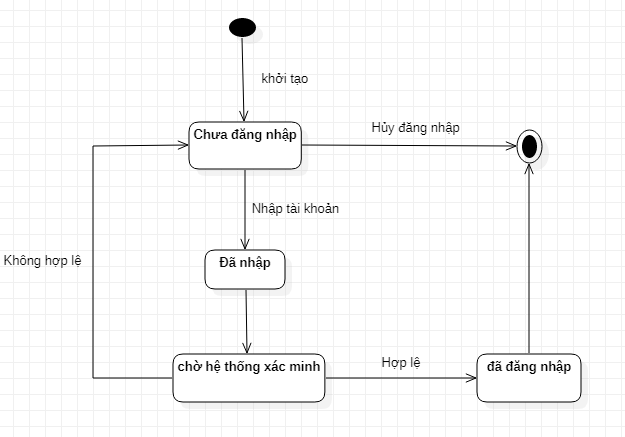 khởi tạo
Chưa đăng nhập
Hủy đăng nhập
Nhập tài khoản
Không hợp lệ
Đã nhập
chờ hệ thống xác minh
Hợp lệ
đã đăng nhập